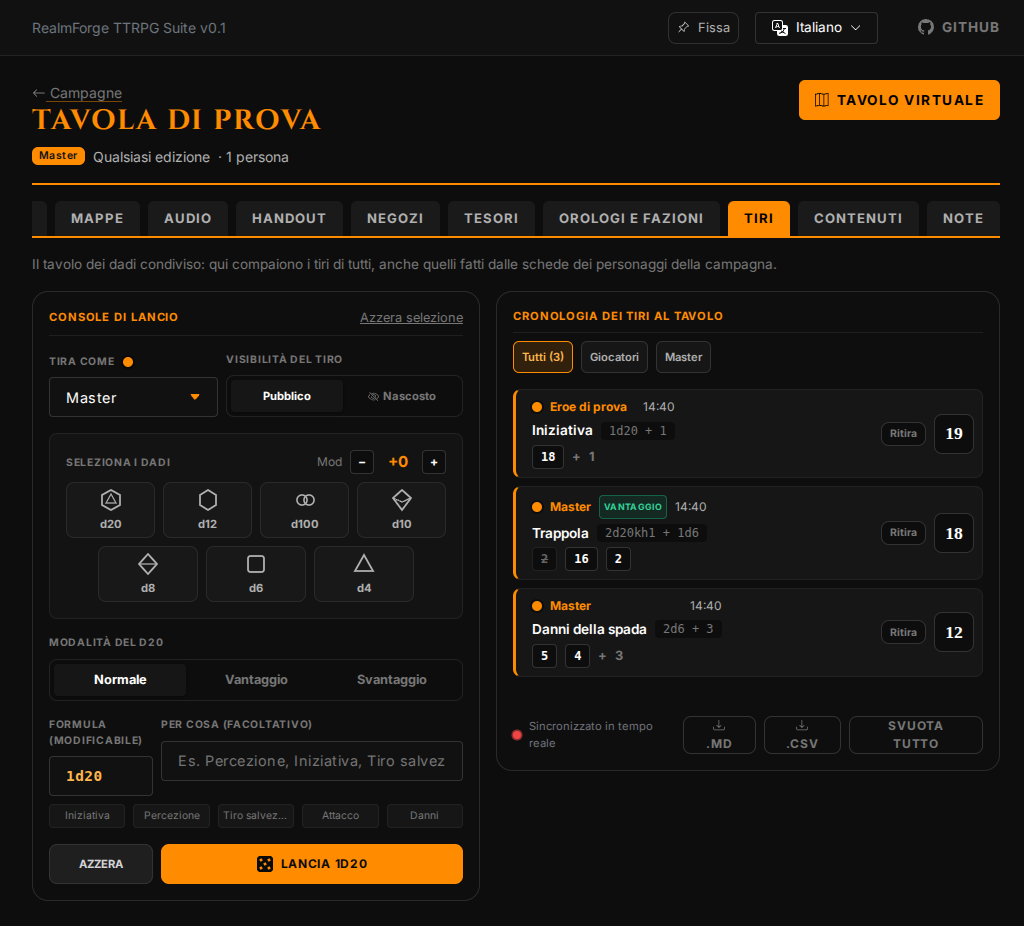 RealmForge TTRPG Suite v0.1
Fissa
Italiano
GITHUB
← Campagne
TAVOLA DI PROVA
TAVOLO VIRTUALE
Master Qualsiasi edizione · 1 persona
MAPPE
AUDIO
HANDOUT
NEGOZI
TESORI
OROLOGI E FAZIONI
TIRI
CONTENUTI
NOTE
Il tavolo dei dadi condiviso: qui compaiono i tiri di tutti, anche quelli fatti dalle schede dei personaggi della campagna.
CONSOLE DI LANCIO
Azzera selezione
TIRA COME
VISIBILITÀ DEL TIRO
Master
Pubblico
Nascosto
SELEZIONA I DADI
Mod − +0 +
d20
d12
d100
d10
d8
d6
d4
MODALITÀ DEL D20
Normale
Vantaggio
Svantaggio
FORMULA
(MODIFICABILE)
PER COSA (FACOLTATIVO)
1d20
Es. Percezione, Iniziativa, Tiro salvez
Iniziativa
Percezione
Tiro salvez...
Attacco
Danni
AZZERA
LANCIA 1D20
CRONOLOGIA DEI TIRI AL TAVOLO
Tutti (3)
Giocatori
Master
Eroe di prova 14:40
Iniziativa 1d20 + 1
18 + 1
Ritira
19
Master VANTAGGIO 14:40
Trappola 2d20kh1 + 1d6
2 16 2
Ritira
18
Master 14:40
Danni della spada 2d6 + 3
5 4 + 3
Ritira
12
Sincronizzato in tempo
reale
.MD
.CSV
SVUOTA
TUTTO